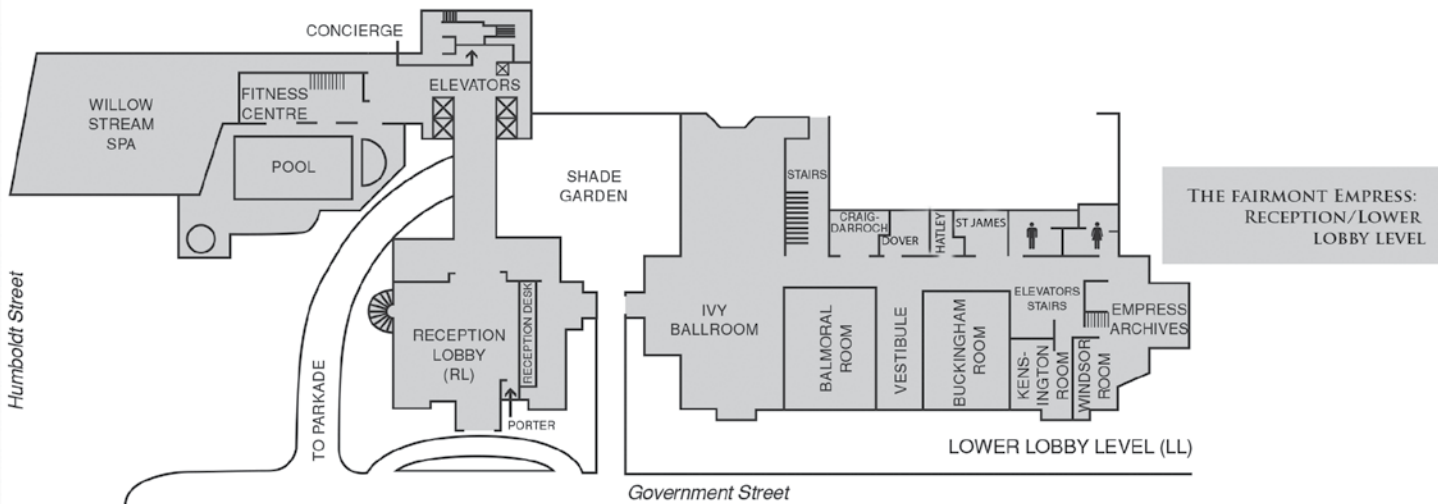 CONCIERGE
ELEVATORS
WILLOW
STREAM
SPA
FITNESS
CENTRE
POOL
SHADE
GARDEN
STAIRS
CRAIG-
DARROCH
DOVER
HATLEY
ST JAMES
THE FAIRMONT EMPRESS:
RECEPTION/LOWER
LOBBY LEVEL
Humboldt Street
TO PARKADE
RECEPTION
LOBBY
(RL)
RECEPTION DESK
PORTER
IVY
BALLROOM
BALMORAL
ROOM
VESTIBULE
BUCKINGHAM
ROOM
ELEVATORS
STAIRS
EMPRESS
ARCHIVES
KENS-
INGTON
ROOM
WINDSOR
ROOM
LOWER LOBBY LEVEL (LL)
Government Street